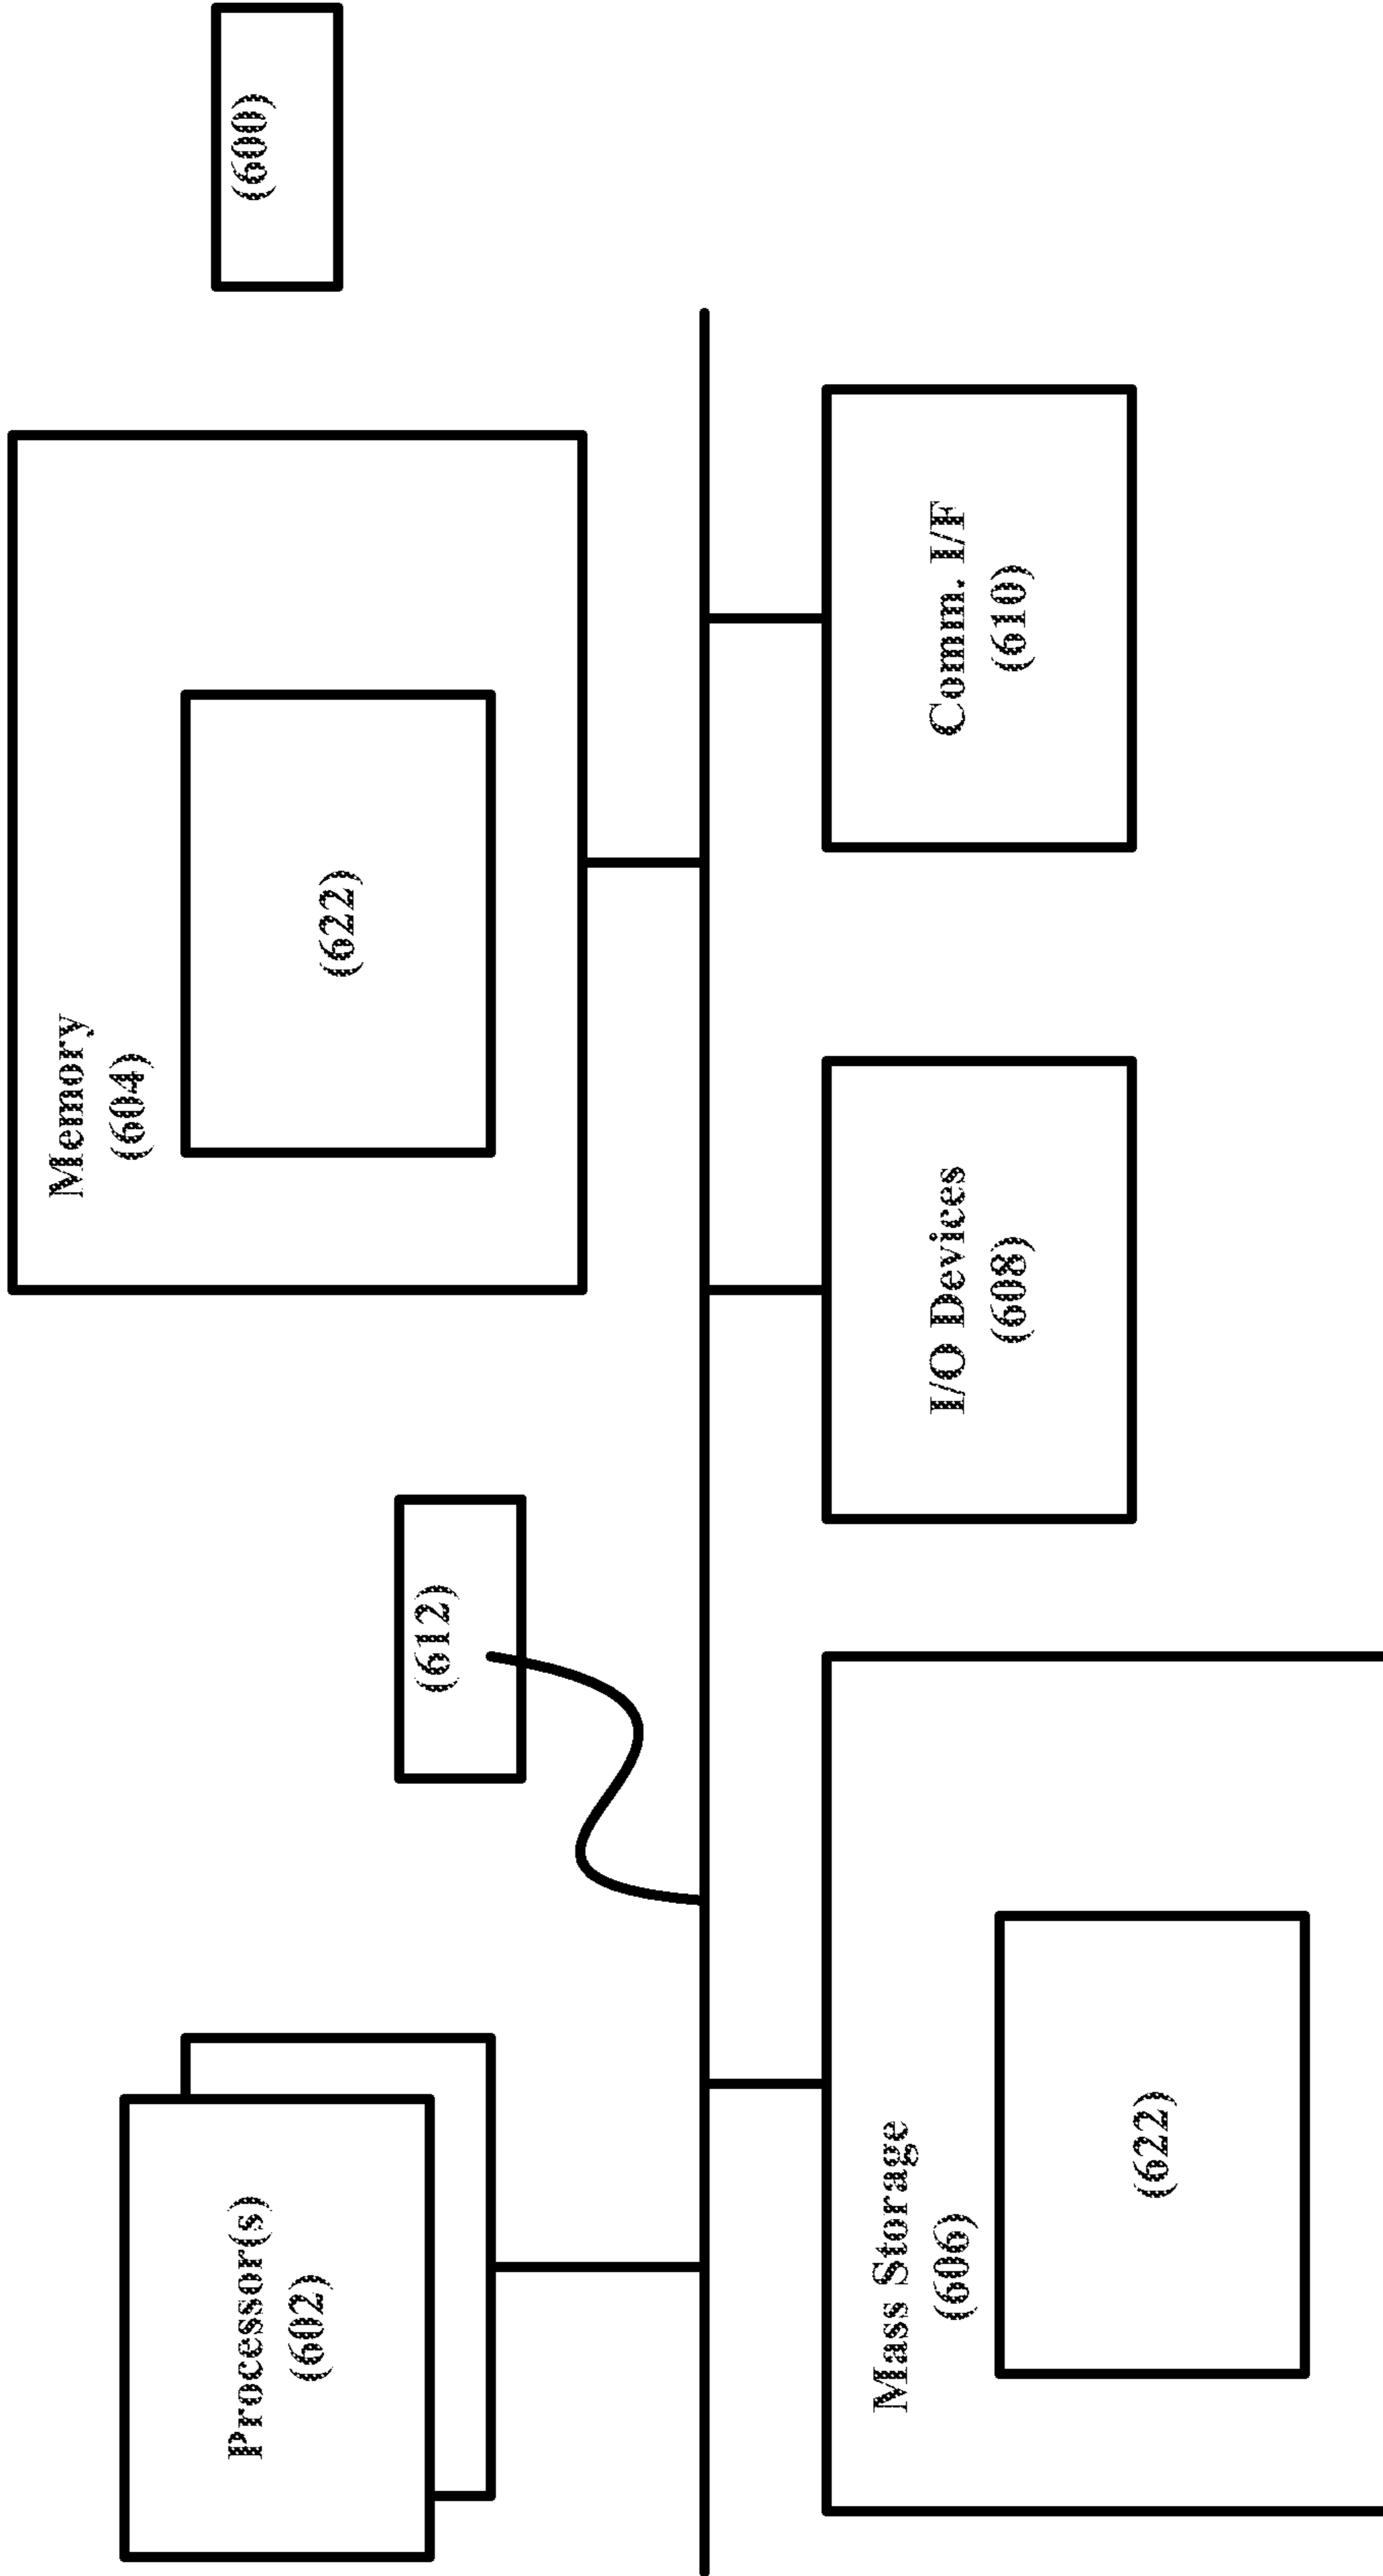 (600)
Processor(s)
(602)
Memory
(604)
(622)
(612)
Mass Storage
(606)
(622)
I/O Devices
(608)
Comm. I/F
(610)